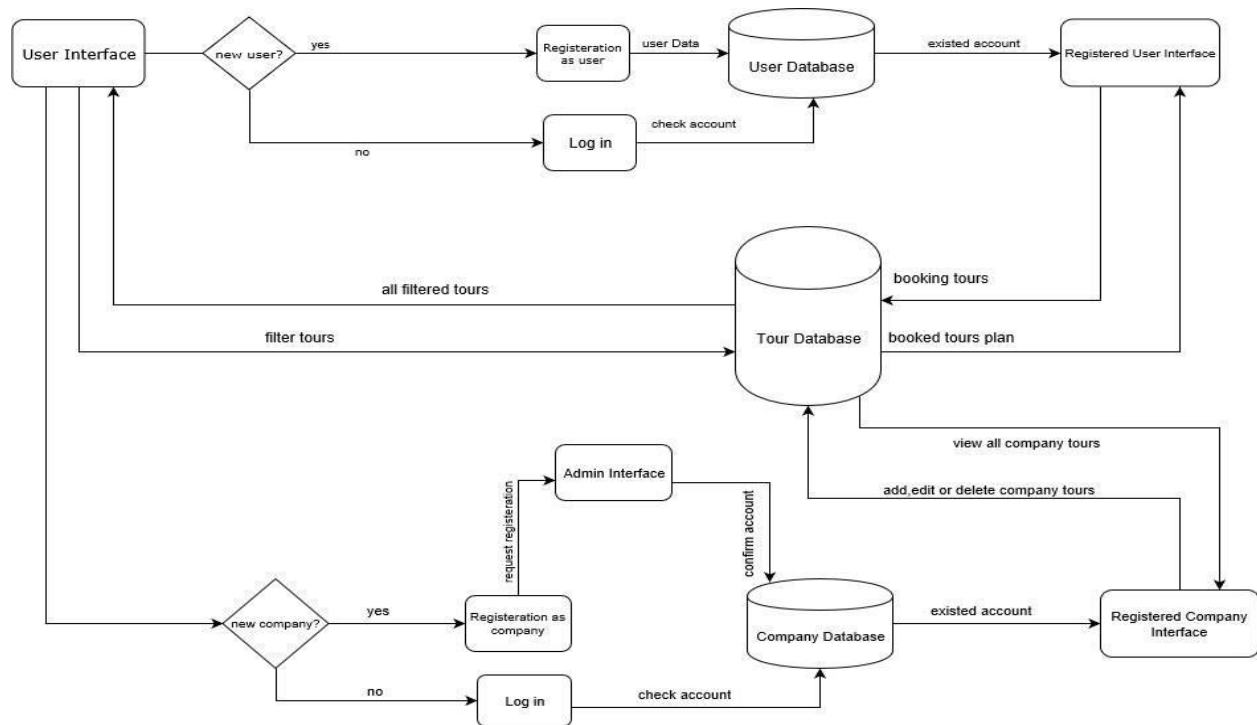 User Interface
new user?
yes
Registeration
as user
user Data
User Database
existed account
Registered User Interface
no
Log in
check account
all filtered tours
filter tours
Tour Database
booking tours
booked tours plan
view all company tours
add,edit or delete company tours
Admin Interface
request registeration
confirm account
new company?
yes
Registeration as
company
Company Database
existed account
Registered Company
Interface
no
Log in
check account